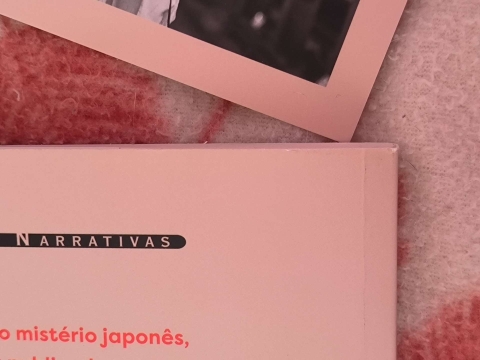 NARRATIVAS
o mistério japonês,